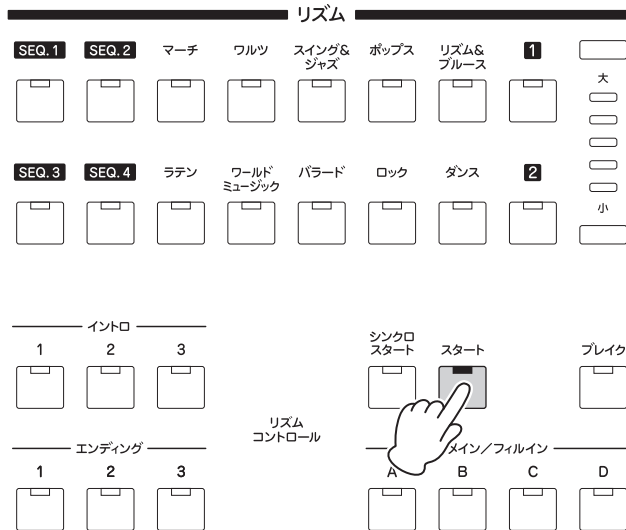 リズム
SEQ. 1 SEQ. 2 マーチ ワルツ スイング& ジャズ ポップス リズム& ブルース 1
大
SEQ. 3 SEQ. 4 ラテン ワールド ミュージック バラード ロック ダンス 2
小
イントロ
1 2 3
シンクロ スタート スタート ブレイク
リズム
コントロール
エンディング
1 2 3
メイン/フィルイン
A B C D